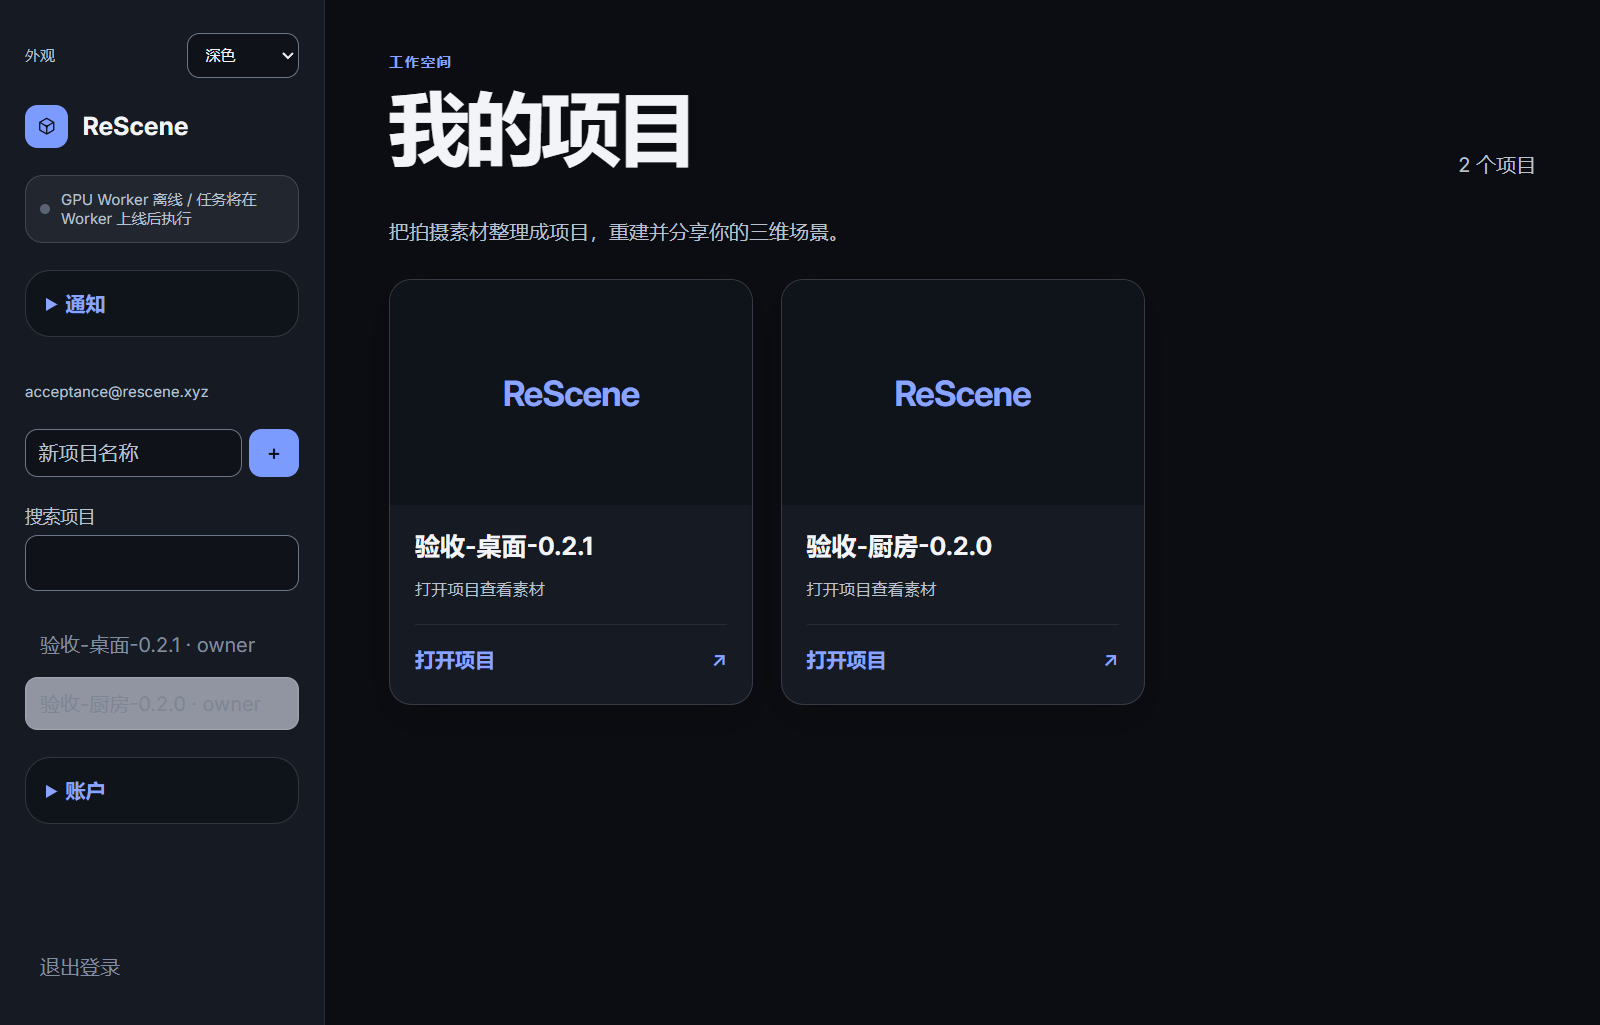 外观
深色
ReScene
GPU Worker 离线 / 任务将在
Worker 上线后执行
通知
acceptance@rescene.xyz
新项目名称
+
搜索项目
验收-桌面-0.2.1 · owner
验收-厨房-0.2.0 · owner
账户
退出登录
工作空间
我的项目
2 个项目
把拍摄素材整理成项目，重建并分享你的三维场景。
ReScene
验收-桌面-0.2.1
打开项目查看素材
打开项目
ReScene
验收-厨房-0.2.0
打开项目查看素材
打开项目